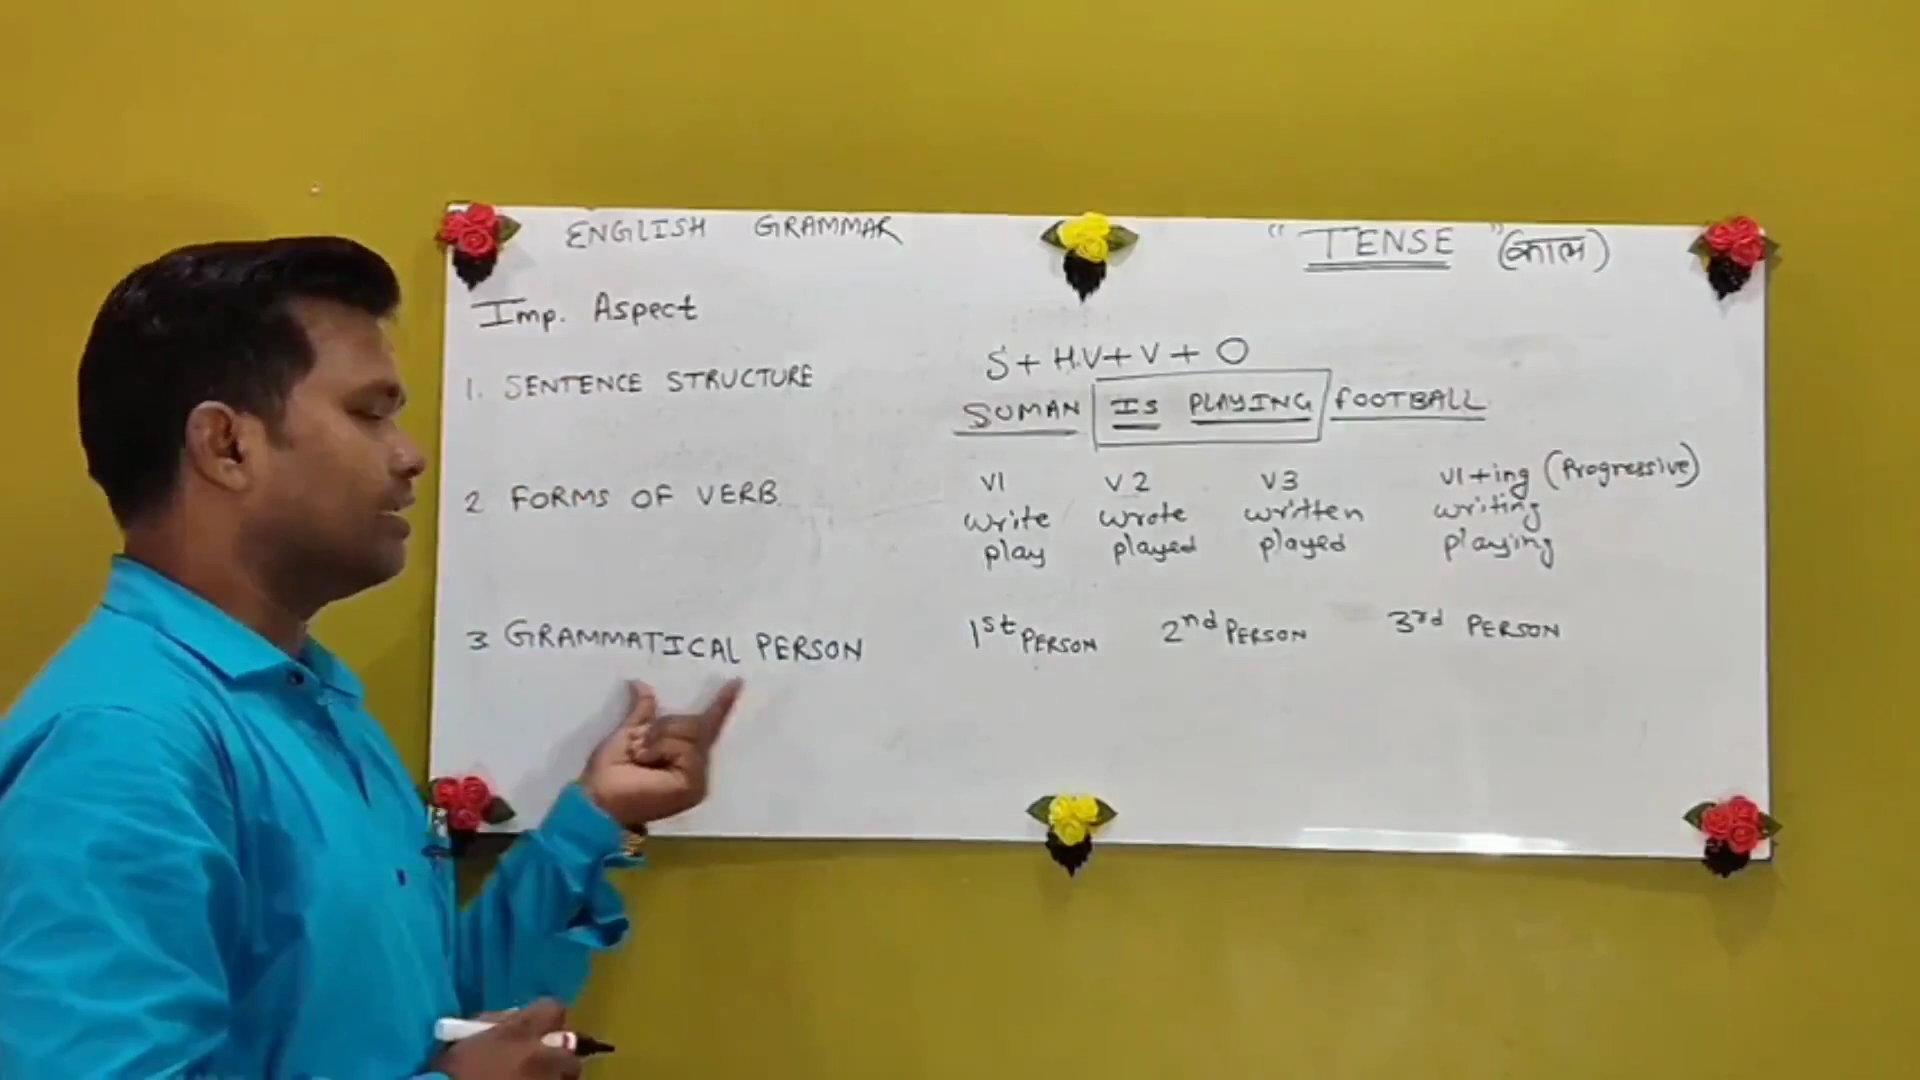 ENGLISH GRAMMAR
"TENSE" (काल)
Imp. Aspect
S + H.V + V + O
1. SENTENCE STRUCTURE
SUMAN IS PLAYING FOOTBALL
V1 V2 V3 V1+ing (Progressive)
2 FORMS OF VERB.
write wrote written writing
play played played playing
3 GRAMMATICAL PERSON
1st PERSON 2nd PERSON 3rd PERSON